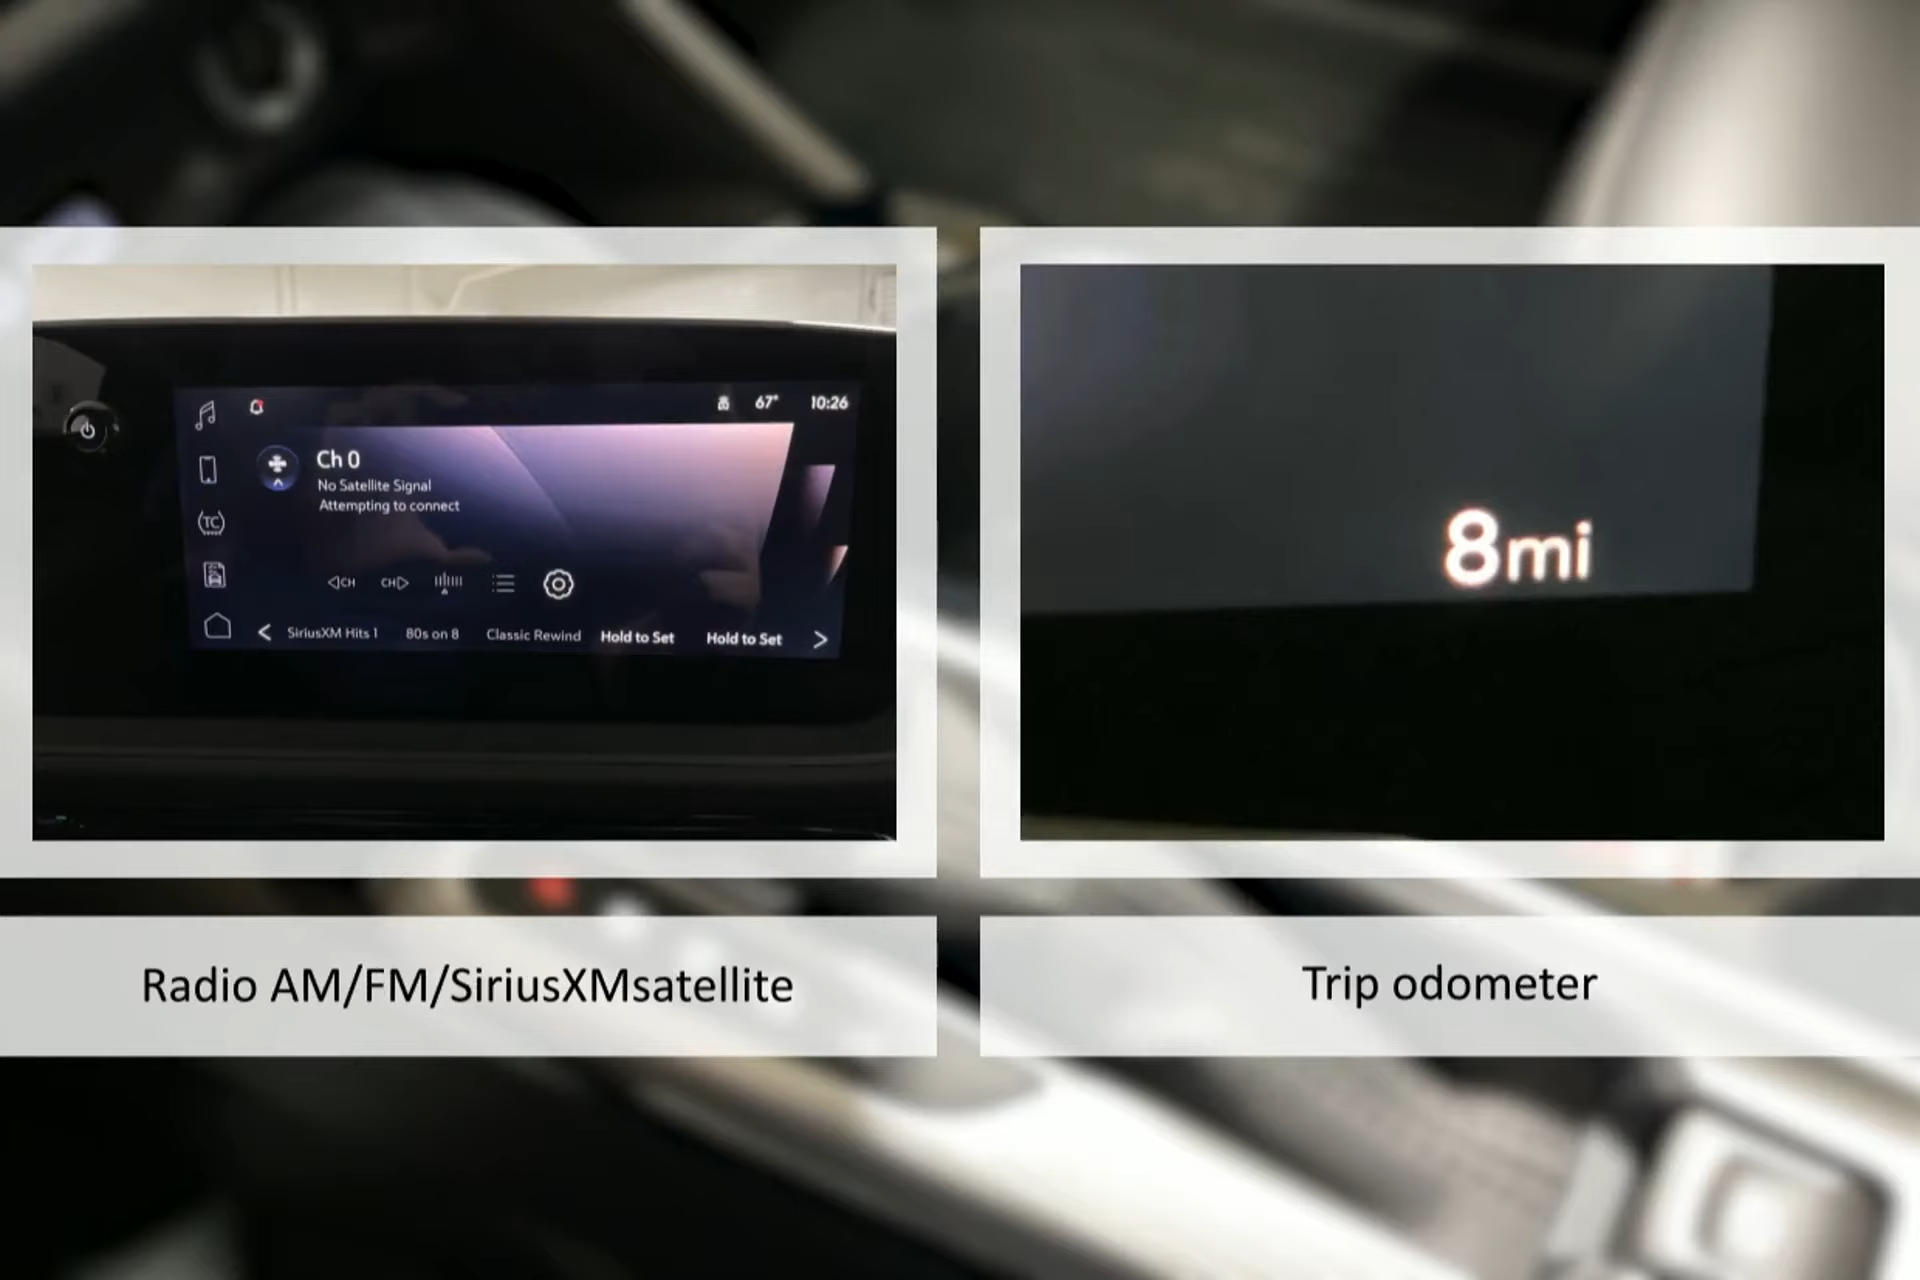 67° 10:26
Ch 0
No Satellite Signal
Attempting to connect
TC
CH CH
SiriusXM Hits 1 80s on 8 Classic Rewind Hold to Set Hold to Set
8mi
Radio AM/FM/SiriusXMsatellite
Trip odometer